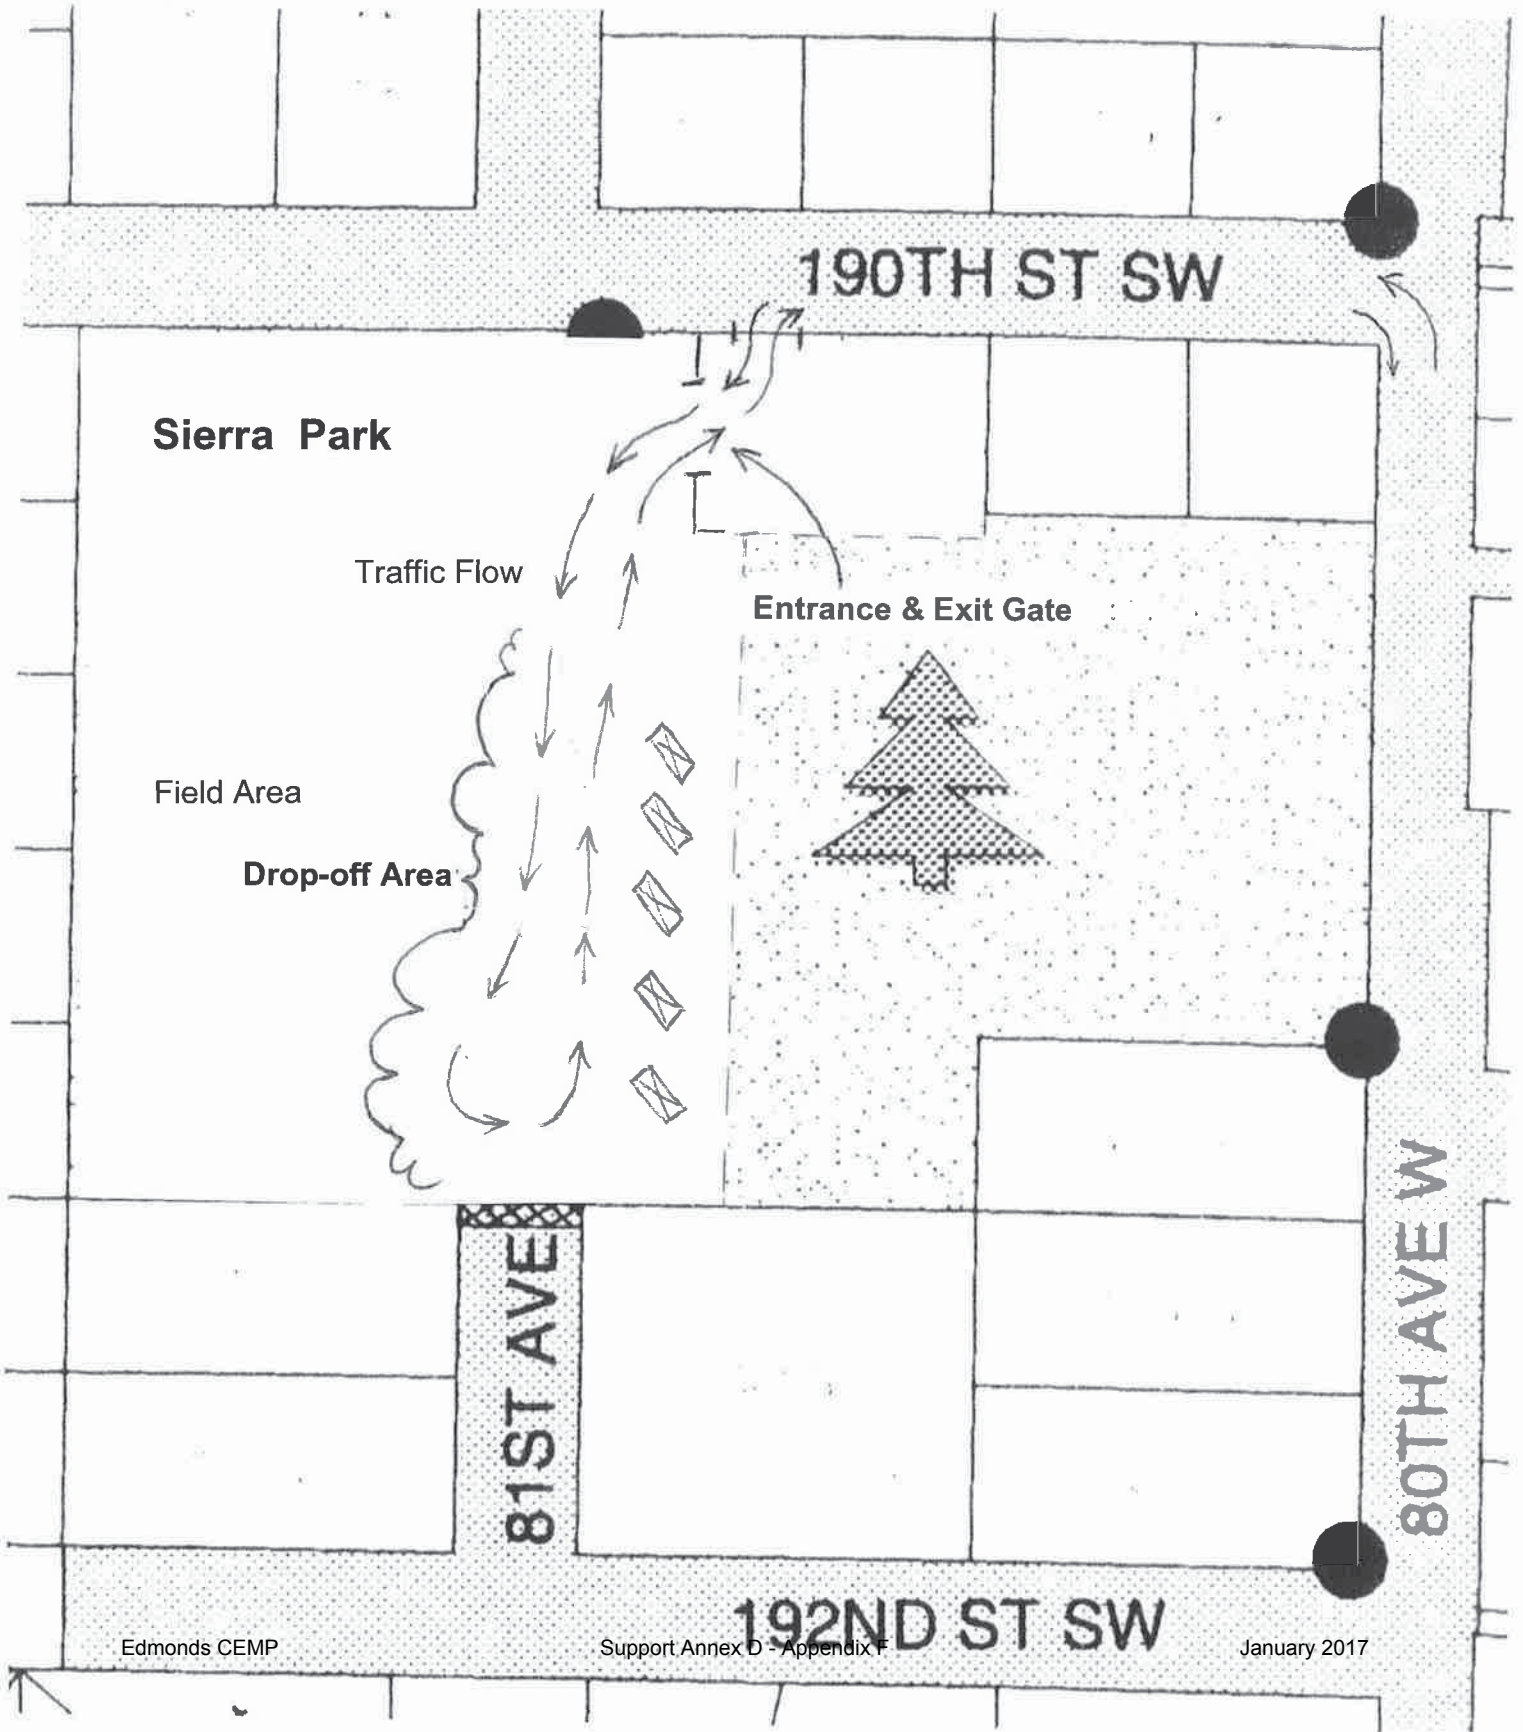 190TH ST SW
Sierra Park
Traffic Flow
Entrance & Exit Gate
Field Area
Drop-off Area
81ST AVE
80TH AVE W
192ND ST SW
Edmonds CEMP
Support Annex D - Appendix F
January 2017